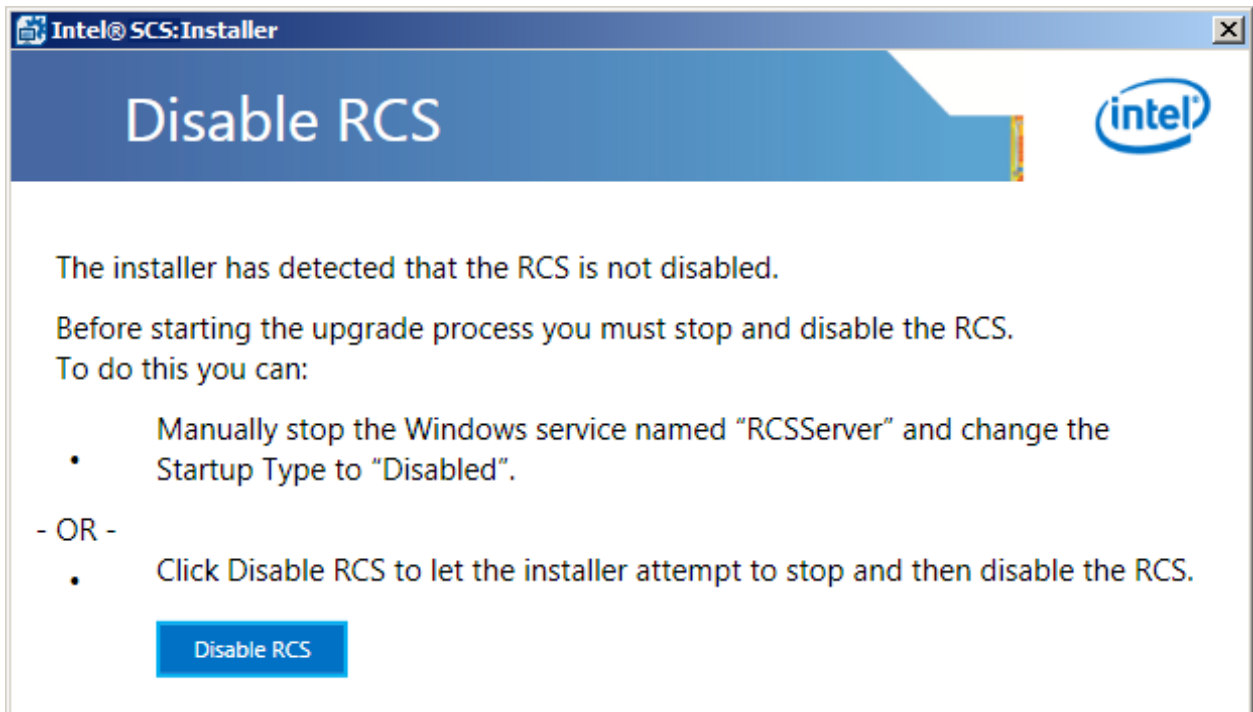 Intel® SCS:Installer
Disable RCS
intel®
The installer has detected that the RCS is not disabled.
Before starting the upgrade process you must stop and disable the RCS.
To do this you can:
Manually stop the Windows service named “RCSServer” and change the
• Startup Type to “Disabled”.
- OR -
• Click Disable RCS to let the installer attempt to stop and then disable the RCS.
Disable RCS